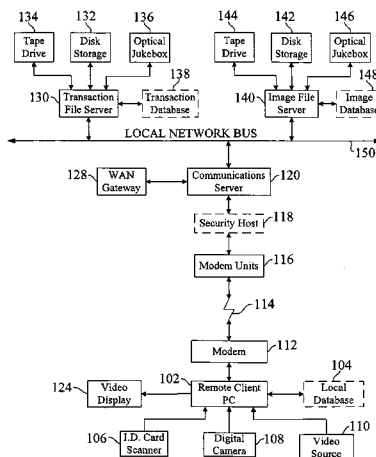 134 132 136 144 142 146
Tape Drive
Disk Storage
Optical Jukebox
Tape Drive
Disk Storage
Optical Jukebox
138
148
130
Transaction File Server
Transaction Database
140
Image File Server
Image Database
LOCAL NETWORK BUS
150
128
WAN Gateway
Communications Server
120
Security Host
118
Modem Units
116
114
Modem
112
104
102
124
Video Display
Remote Client PC
Local Database
106
I.D. Card Scanner
Digital Camera
108
Video Source
110